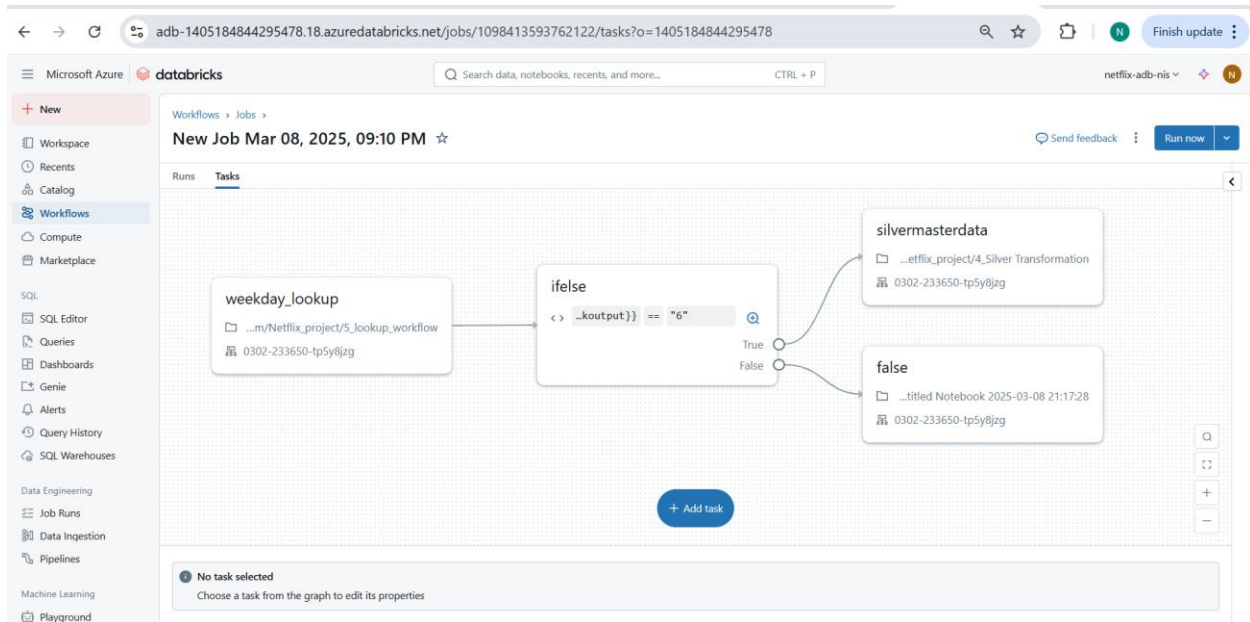 adb-1405184844295478.18.azuredatabricks.net/jobs/1098413593762122/tasks?o=1405184844295478
N
Finish update
Microsoft Azure
databricks
Search data, notebooks, recents, and more...
CTRL + P
netflix-adb-nis
N
New
Workspace
Recents
Catalog
Workflows
Compute
Marketplace
SQL
SQL Editor
Queries
Dashboards
Genie
Alerts
Query History
SQL Warehouses
Data Engineering
Job Runs
Data Ingestion
Pipelines
Machine Learning
Playground
Workflows > Jobs >
New Job Mar 08, 2025, 09:10 PM
Send feedback
Run now
Runs Tasks
weekday_lookup
...m/Netflix_project/5_lookup_workflow
0302-233650-tp5y8jzg
ifelse
<> _koutput}} == "6"
True
False
silvermasterdata
...etflix_project/4_Silver Transformation
0302-233650-tp5y8jzg
false
...titled Notebook 2025-03-08 21:17:28
0302-233650-tp5y8jzg
+ Add task
No task selected
Choose a task from the graph to edit its properties